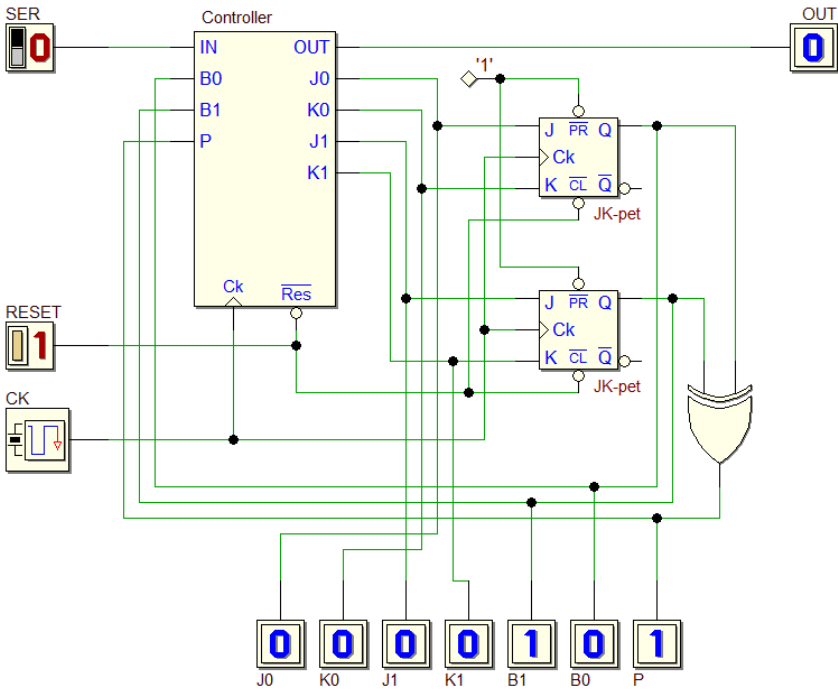 SER
0
Controller
IN
OUT
B0
J0
B1
K0
P
J1
K1
Ck
Res
OUT
0
'1'
J
PR
Q
Ck
K
CL
Q
JK-pet
J
PR
Q
Ck
K
CL
Q
JK-pet
RESET
1
CK
0
0
0
0
1
0
1
J0
K0
J1
K1
B1
B0
P